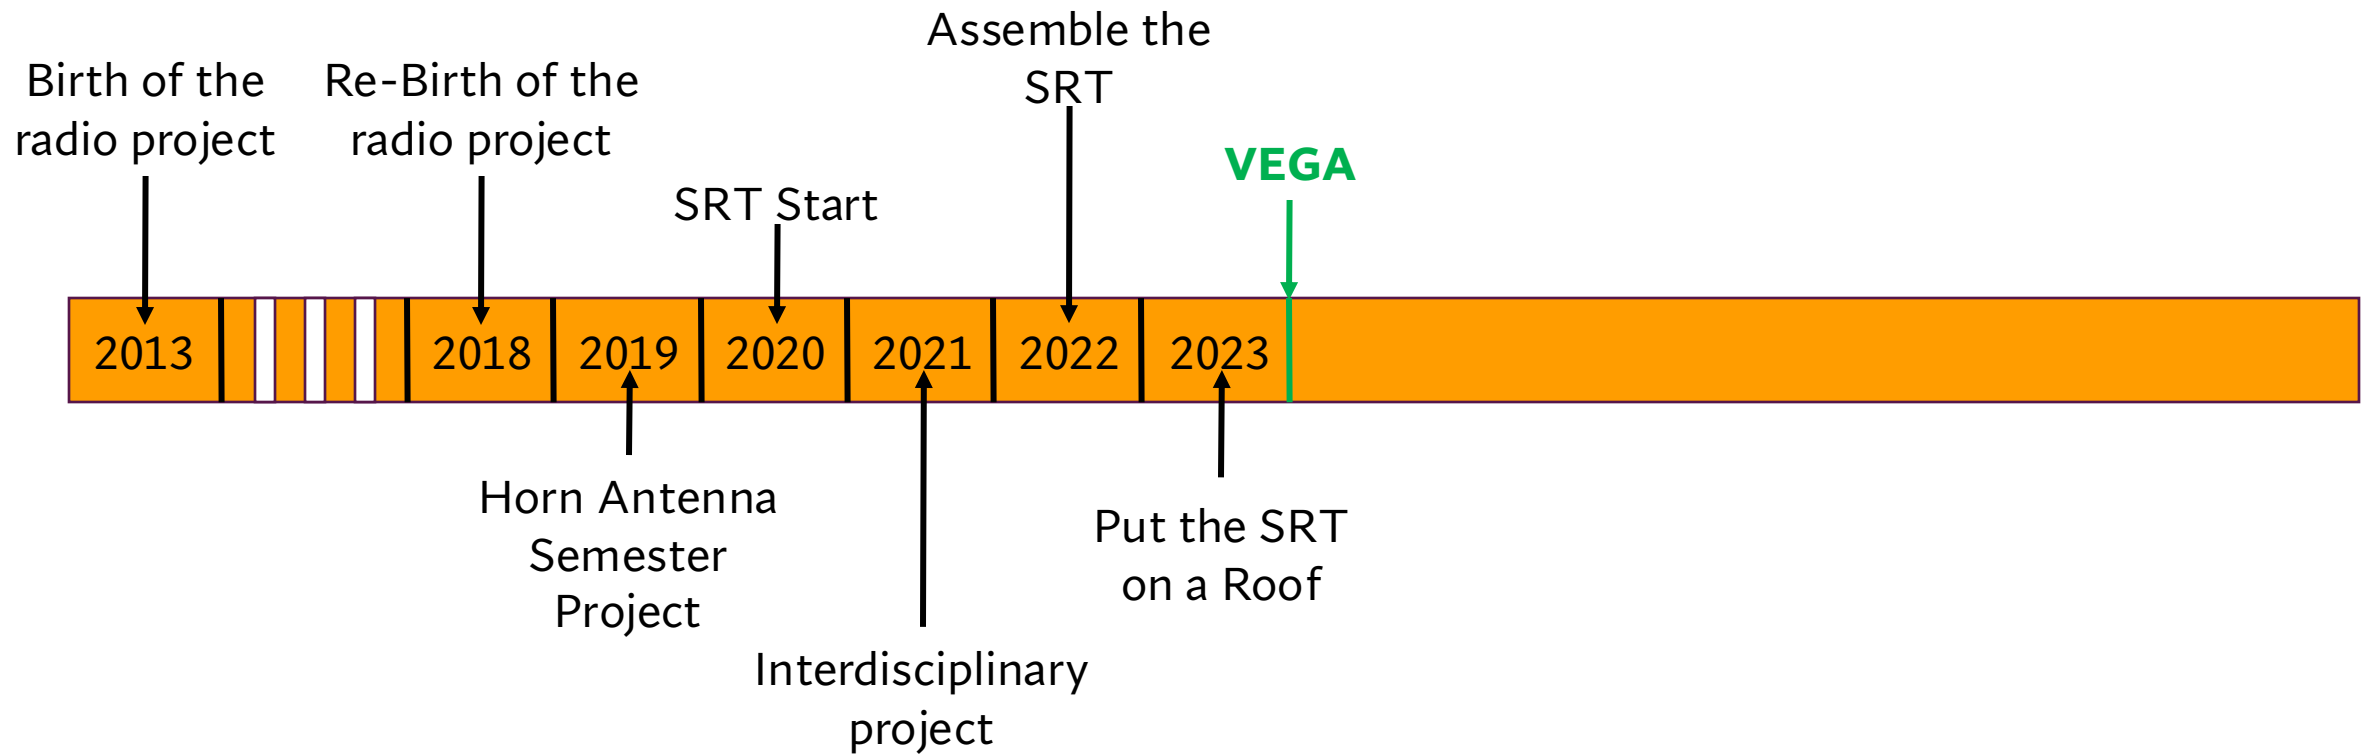 Assemble the
SRT
Birth of the
radio project
Re-Birth of the
radio project
VEGA
SRT Start
2013
2018
2019
2020
2021
2022
2023
Horn Antenna
Semester
Project
Put the SRT
on a Roof
Interdisciplinary
project